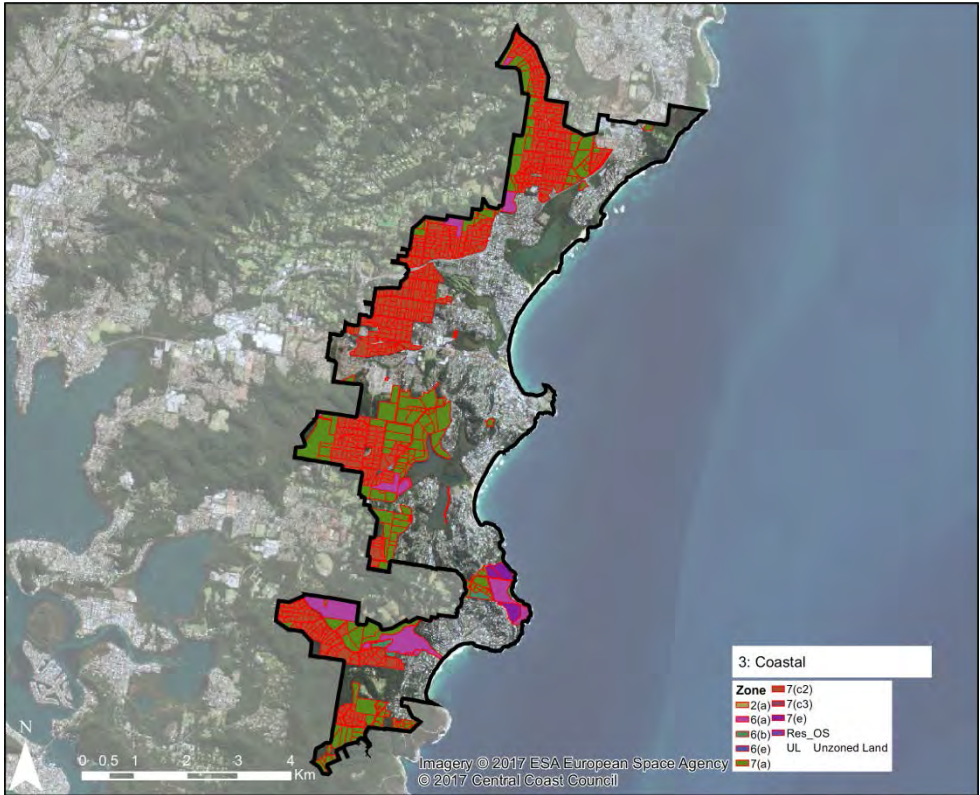 3: Coastal
Zone
2(a)
6(a)
6(b)
6(e)
7(a)
7(c2)
7(c3)
7(e)
Res_OS
UL Unzoned Land
N
0 0.5 1 2 3 4
Km
Imagery © 2017 ESA European Space Agency
© 2017 Central Coast Council